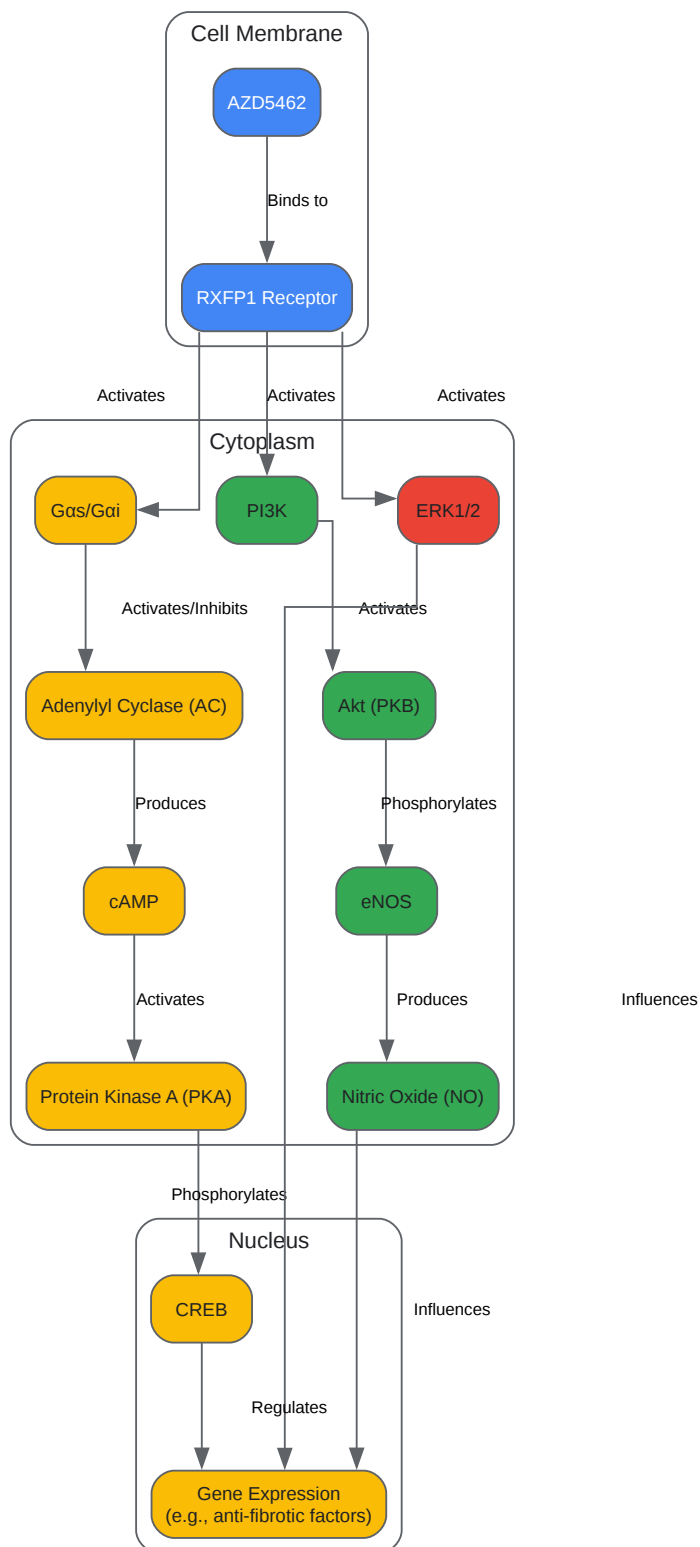 Cell Membrane
AZD5462
Binds to
RXFP1 Receptor
Activates
Activates
Activates
Cytoplasm
Gαs/Gαi
PI3K
ERK1/2
Activates/Inhibits
Activates
Adenylyl Cyclase (AC)
Akt (PKB)
Produces
Phosphorylates
cAMP
eNOS
Activates
Produces
Influences
Protein Kinase A (PKA)
Nitric Oxide (NO)
Phosphorylates
Nucleus
CREB
Influences
Regulates
Gene Expression
(e.g., anti-fibrotic factors)